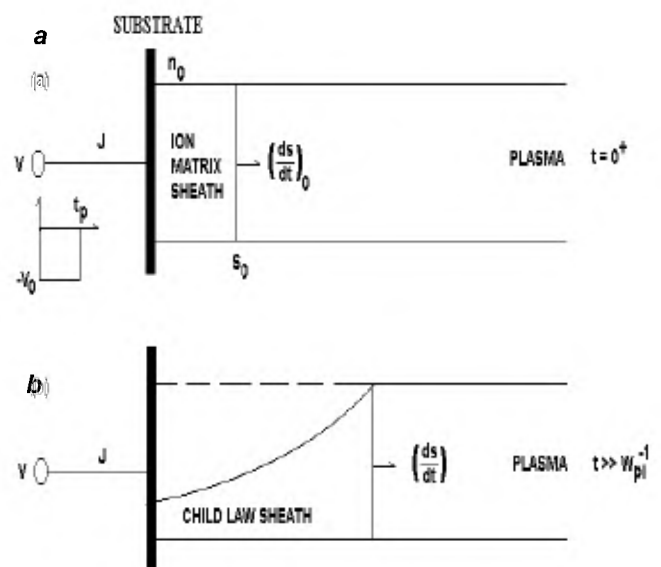 SUBSTRATE
a
(a)
n₀
J
V
ION
MATRIX
SHEATH
(ds/dt)₀
PLASMA t = 0⁺
tₚ
-V₀
s₀
b
(b)
J
V
(ds/dt)
PLASMA t >> Wₚᵢ⁻¹
CHILD LAW SHEATH